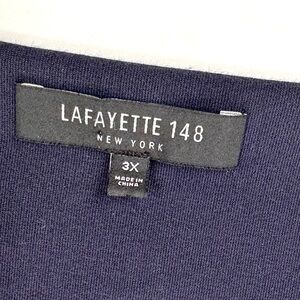 LAFAYETTE 148
NEW YORK
3X
MADE IN
CHINA